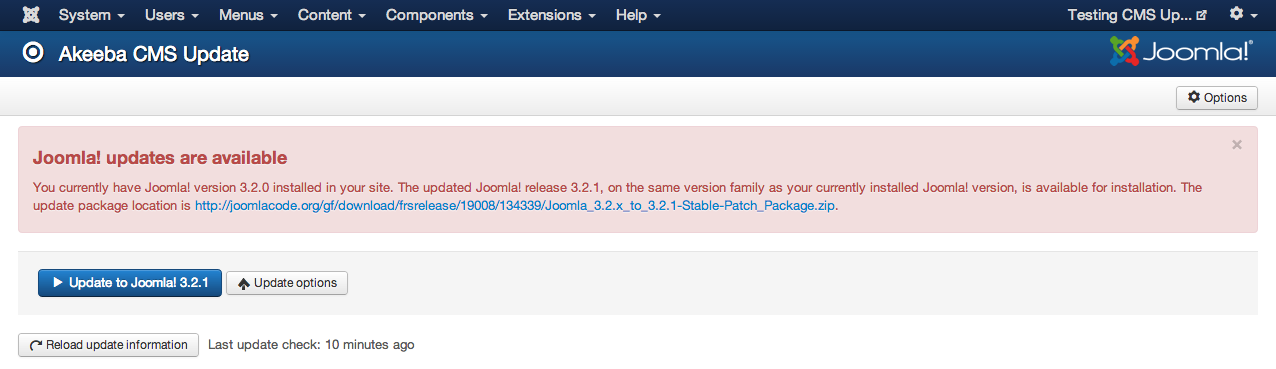 System Users Menus Content Components Extensions Help Testing CMS Up...
Akeeba CMS Update Joomla!®
Options
Joomla! updates are available ×
You currently have Joomla! version 3.2.0 installed in your site. The updated Joomla! release 3.2.1, on the same version family as your currently installed Joomla! version, is available for installation. The
update package location is http://joomlacode.org/gf/download/frsrelease/19008/134339/Joomla_3.2.x_to_3.2.1-Stable-Patch_Package.zip.
Update to Joomla! 3.2.1 Update options
Reload update information Last update check: 10 minutes ago